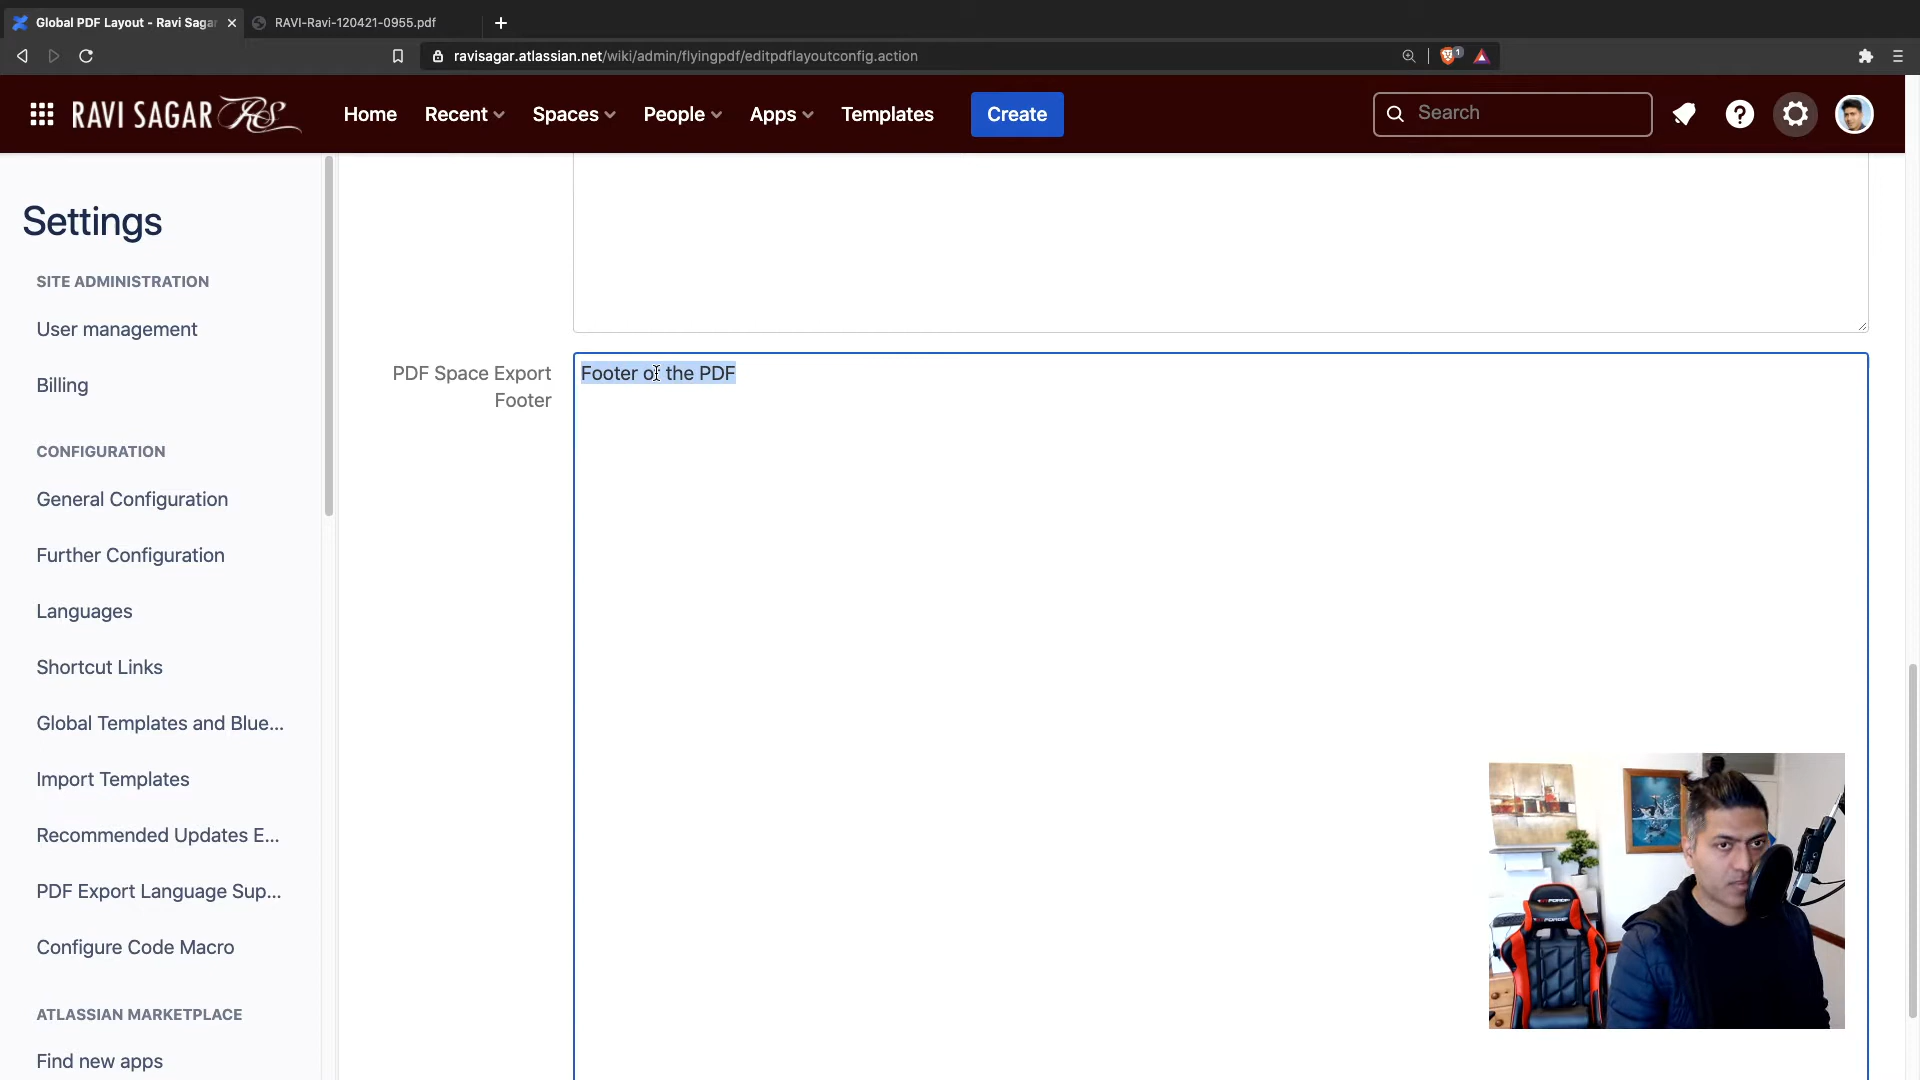 Global PDF Layout - Ravi Sagar
RAVI-Ravi-120421-0955.pdf
ravisagar.atlassian.net/wiki/admin/flyingpdf/editpdflayoutconfig.action
1
RAVI SAGAR RS
Home
Recent
Spaces
People
Apps
Templates
Create
Search
Settings
SITE ADMINISTRATION
User management
Billing
CONFIGURATION
General Configuration
Further Configuration
Languages
Shortcut Links
Global Templates and Blue...
Import Templates
Recommended Updates E...
PDF Export Language Sup...
Configure Code Macro
ATLASSIAN MARKETPLACE
Find new apps
PDF Space Export
Footer
Footer of the PDF